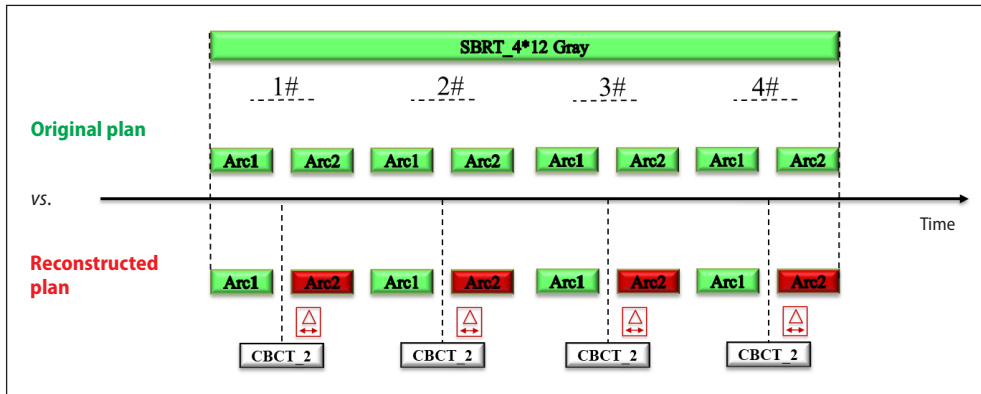 SBRT_4*12 Gray
1# 2# 3# 4#
Original plan
Arc1 Arc2 Arc1 Arc2 Arc1 Arc2 Arc1 Arc2
vs.
Time
Reconstructed
plan
Arc1 Arc2 Arc1 Arc2 Arc1 Arc2 Arc1 Arc2
Δ Δ Δ Δ
CBCT_2 CBCT_2 CBCT_2 CBCT_2